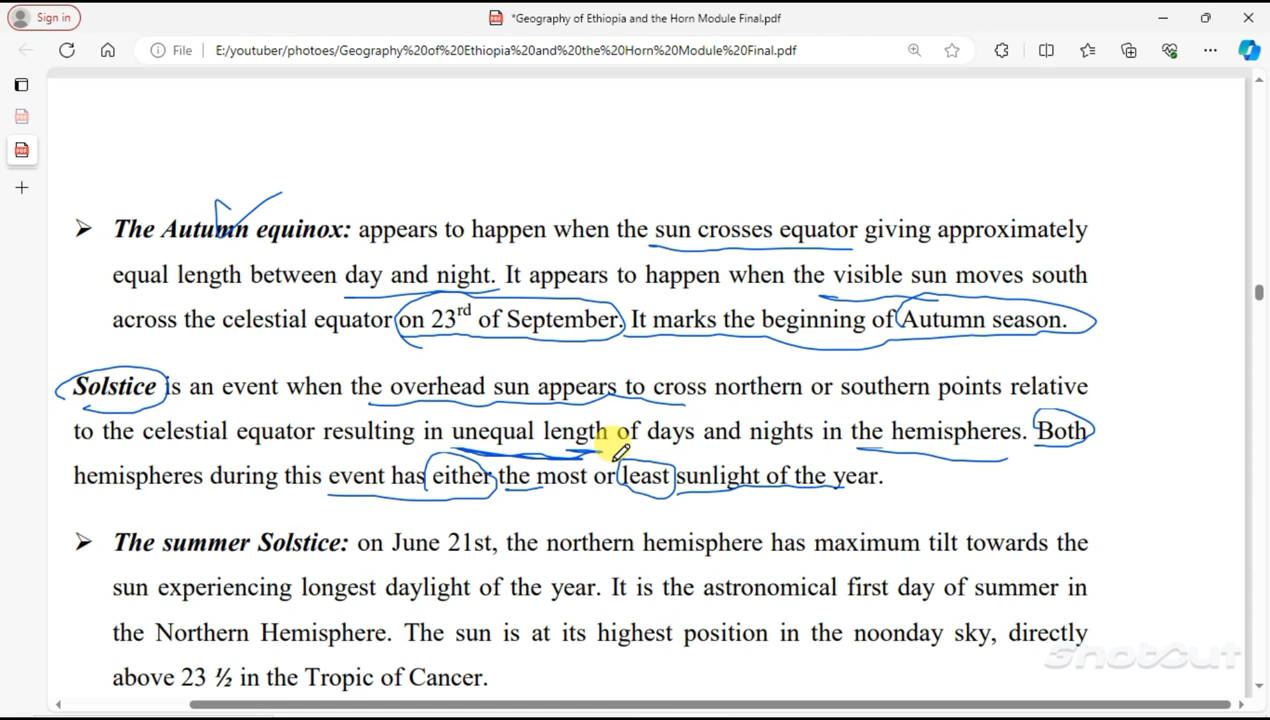 Sign in
*Geography of Ethiopia and the Horn Module Final.pdf
File
E:/youtuber/photoes/Geography%20of%20Ethiopia%20and%20the%20Horn%20Module%20Final.pdf
➢ The Autumn equinox: appears to happen when the sun crosses equator giving approximately
equal length between day and night. It appears to happen when the visible sun moves south
across the celestial equator on 23rd of September. It marks the beginning of Autumn season.
Solstice is an event when the overhead sun appears to cross northern or southern points relative
to the celestial equator resulting in unequal length of days and nights in the hemispheres. Both
hemispheres during this event has either the most or least sunlight of the year.
➢ The summer Solstice: on June 21st, the northern hemisphere has maximum tilt towards the
sun experiencing longest daylight of the year. It is the astronomical first day of summer in
the Northern Hemisphere. The sun is at its highest position in the noonday sky, directly
above 23 ½ in the Tropic of Cancer.
shotcut